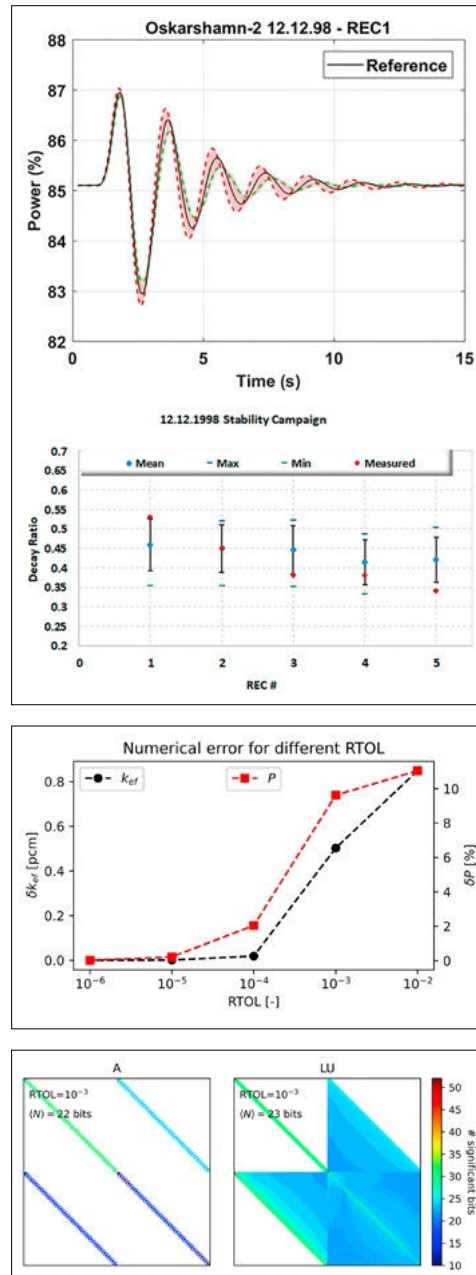 Oskarshamn-2 12.12.98 - REC1
Reference
Power (%)
88
87
86
85
84
83
82
0
5
10
15
Time (s)
12.12.1998 Stability Campaign
Mean
Max
Min
Measured
Decay Ratio
0.7
0.65
0.6
0.55
0.5
0.45
0.4
0.35
0.3
0.25
0.2
0
1
2
3
4
5
REC #
Numerical error for different RTOL
k_ef
P
δk_ef [pcm]
0.8
0.6
0.4
0.2
0.0
δP [%]
10
8
6
4
2
0
10⁻⁶
10⁻⁵
10⁻⁴
10⁻³
10⁻²
RTOL [-]
A
RTOL=10⁻³
⟨N⟩ = 22 bits
LU
RTOL=10⁻³
⟨N⟩ = 23 bits
50
45
40
35
30
25
20
15
10
# significant bits